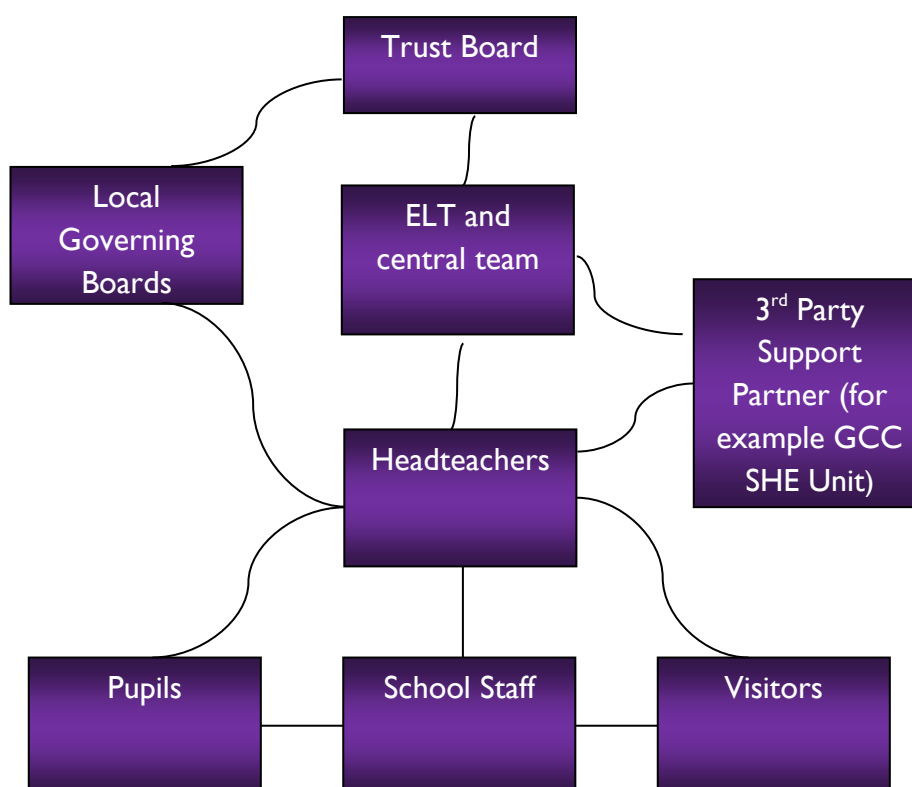 Trust Board
Local
Governing
Boards
ELT and
central team
3rd Party
Support
Partner (for
example GCC
SHE Unit)
Headteachers
Pupils
School Staff
Visitors